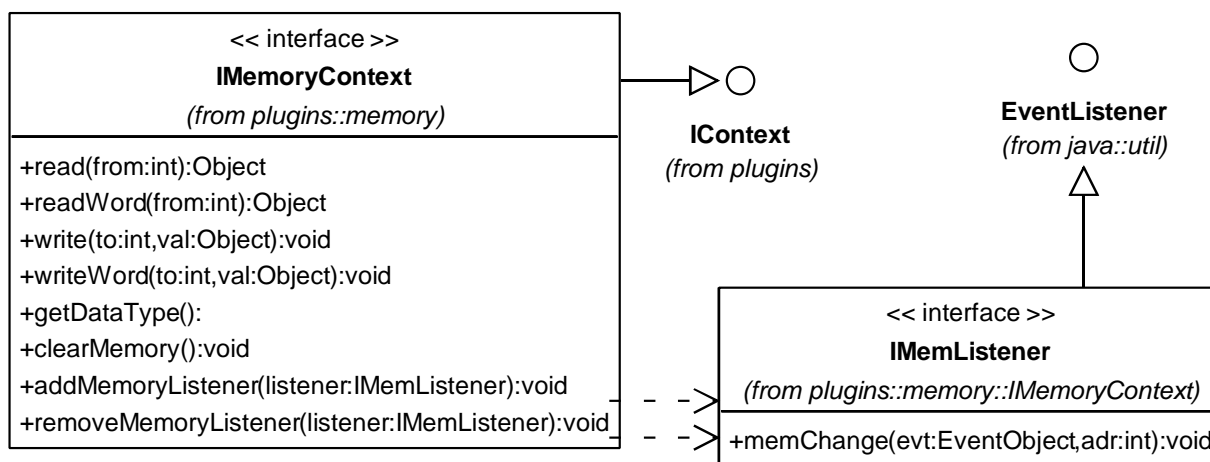 << interface >>
IMemoryContext
(from plugins::memory)
+read(from:int):Object
+readWord(from:int):Object
+write(to:int,val:Object):void
+writeWord(to:int,val:Object):void
+getDataType():
+clearMemory():void
+addMemoryListener(listener:IMemListener):void
+removeMemoryListener(listener:IMemListener):void
IContext
(from plugins)
EventListener
(from java::util)
<< interface >>
IMemListener
(from plugins::memory::IMemoryContext)
+memChange(evt:EventObject,adr:int):void